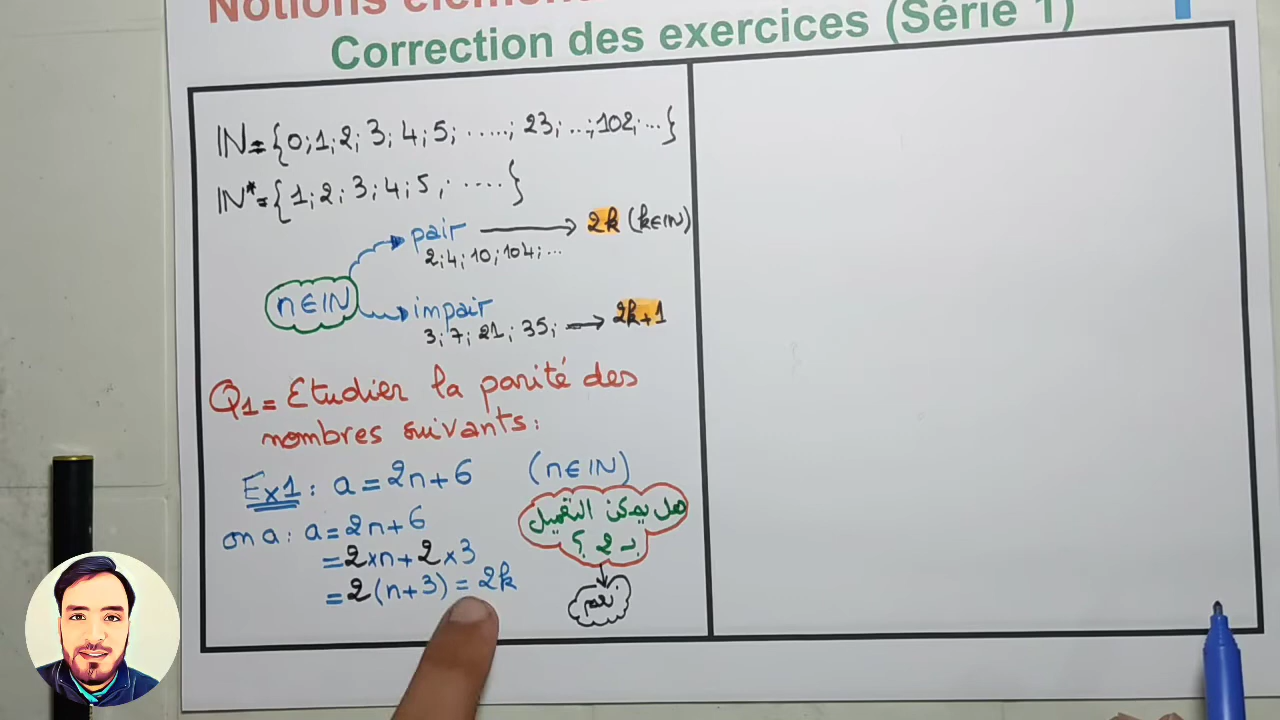 Notions élémen
Correction des exercices (Série 1)
IN={0;1;2;3;4;5;.....;23;...;102;...}
IN*={1;2;3;4;5;.....}
pair → 2k (k∈IN)
2;4;10;104;...
n∈IN
impair
3;7;21;35; → 2k+1
Q1= Etudier la parité des
nombres suivants:
Ex1: a=2n+6 (n∈IN)
هل يمكن التعميل
بـ 2 ؟
نعم
on a: a=2n+6
=2×n+2×3
=2(n+3)=2k